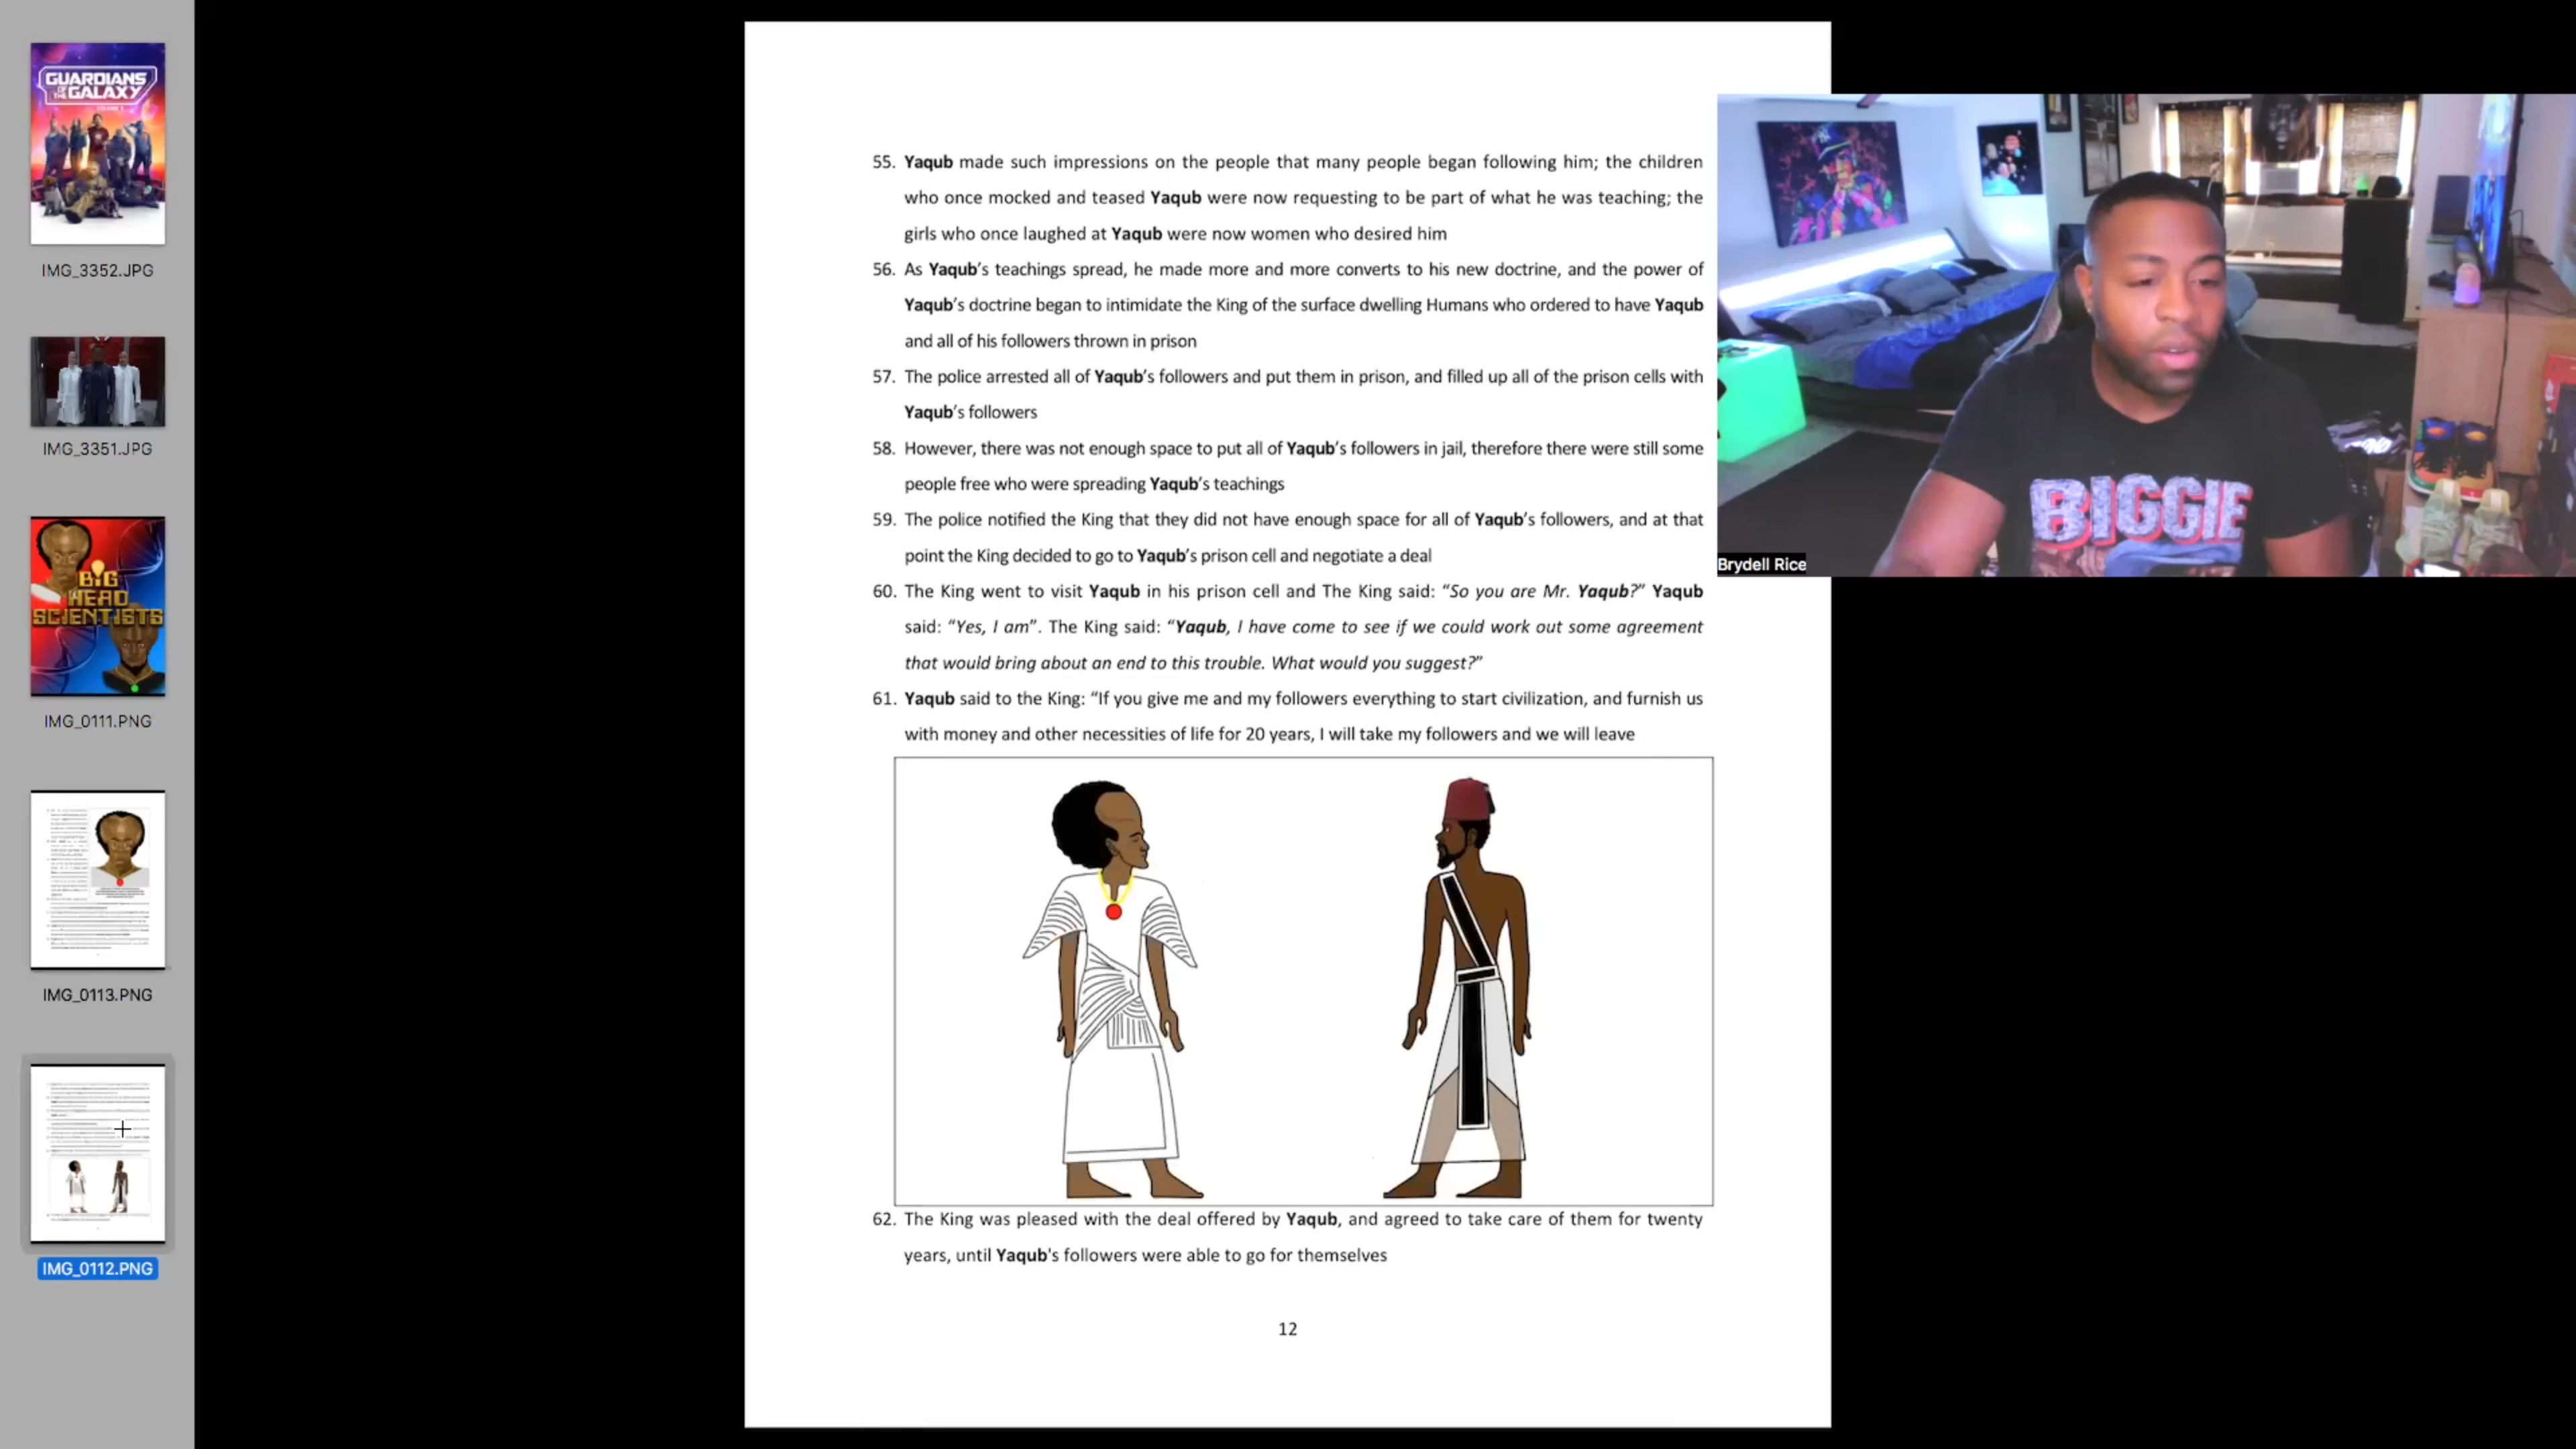 GUARDIANS
OF THE GALAXY
IMG_3352.JPG
IMG_3351.JPG
BIG
HEAD
SCIENTISTS
IMG_0111.PNG
IMG_0113.PNG
IMG_0112.PNG
55. Yaqub made such impressions on the people that many people began following him; the children
who once mocked and teased Yaqub were now requesting to be part of what he was teaching; the
girls who once laughed at Yaqub were now women who desired him
56. As Yaqub's teachings spread, he made more and more converts to his new doctrine, and the power of
Yaqub's doctrine began to intimidate the King of the surface dwelling Humans who ordered to have Yaqub
and all of his followers thrown in prison
57. The police arrested all of Yaqub's followers and put them in prison, and filled up all of the prison cells with
Yaqub's followers
58. However, there was not enough space to put all of Yaqub's followers in jail, therefore there were still some
people free who were spreading Yaqub's teachings
59. The police notified the King that they did not have enough space for all of Yaqub's followers, and at that
point the King decided to go to Yaqub's prison cell and negotiate a deal
60. The King went to visit Yaqub in his prison cell and The King said: “So you are Mr. Yaqub?” Yaqub
said: “Yes, I am”. The King said: “Yaqub, I have come to see if we could work out some agreement
that would bring about an end to this trouble. What would you suggest?”
61. Yaqub said to the King: “If you give me and my followers everything to start civilization, and furnish us
with money and other necessities of life for 20 years, I will take my followers and we will leave
62. The King was pleased with the deal offered by Yaqub, and agreed to take care of them for twenty
years, until Yaqub's followers were able to go for themselves
12
BIGGIE
Brydell Rice